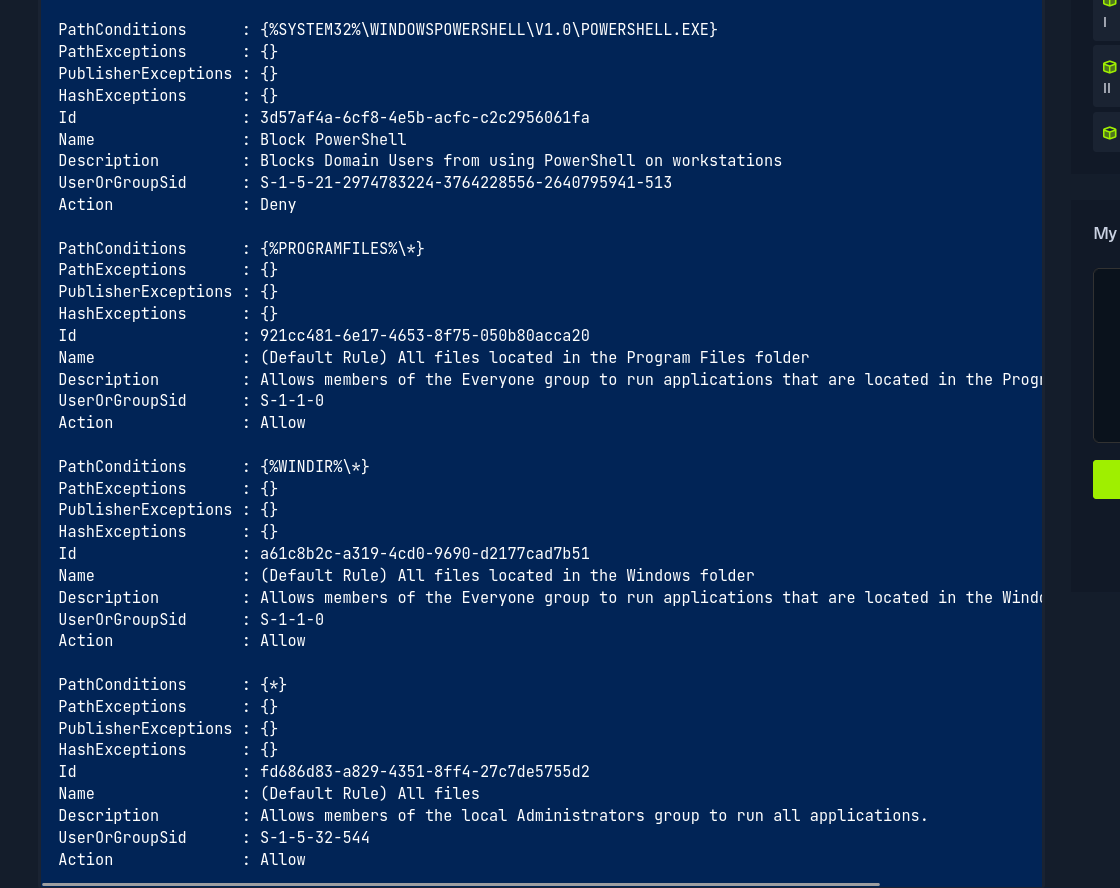 PathConditions      : {%SYSTEM32%\WINDOWSPOWERSHELL\V1.0\POWERSHELL.EXE}
PathExceptions      : {}
PublisherExceptions : {}
HashExceptions      : {}
Id                  : 3d57af4a-6cf8-4e5b-acfc-c2c2956061fa
Name                : Block PowerShell
Description         : Blocks Domain Users from using PowerShell on workstations
UserOrGroupSid      : S-1-5-21-2974783224-3764228556-2640795941-513
Action              : Deny

PathConditions      : {%PROGRAMFILES%\*}
PathExceptions      : {}
PublisherExceptions : {}
HashExceptions      : {}
Id                  : 921cc481-6e17-4653-8f75-050b80acca20
Name                : (Default Rule) All files located in the Program Files folder
Description         : Allows members of the Everyone group to run applications that are located in the Progr
UserOrGroupSid      : S-1-1-0
Action              : Allow

PathConditions      : {%WINDIR%\*}
PathExceptions      : {}
PublisherExceptions : {}
HashExceptions      : {}
Id                  : a61c8b2c-a319-4cd0-9690-d2177cad7b51
Name                : (Default Rule) All files located in the Windows folder
Description         : Allows members of the Everyone group to run applications that are located in the Windo
UserOrGroupSid      : S-1-1-0
Action              : Allow

PathConditions      : {*}
PathExceptions      : {}
PublisherExceptions : {}
HashExceptions      : {}
Id                  : fd686d83-a829-4351-8ff4-27c7de5755d2
Name                : (Default Rule) All files
Description         : Allows members of the local Administrators group to run all applications.
UserOrGroupSid      : S-1-5-32-544
Action              : Allow
I
II
My